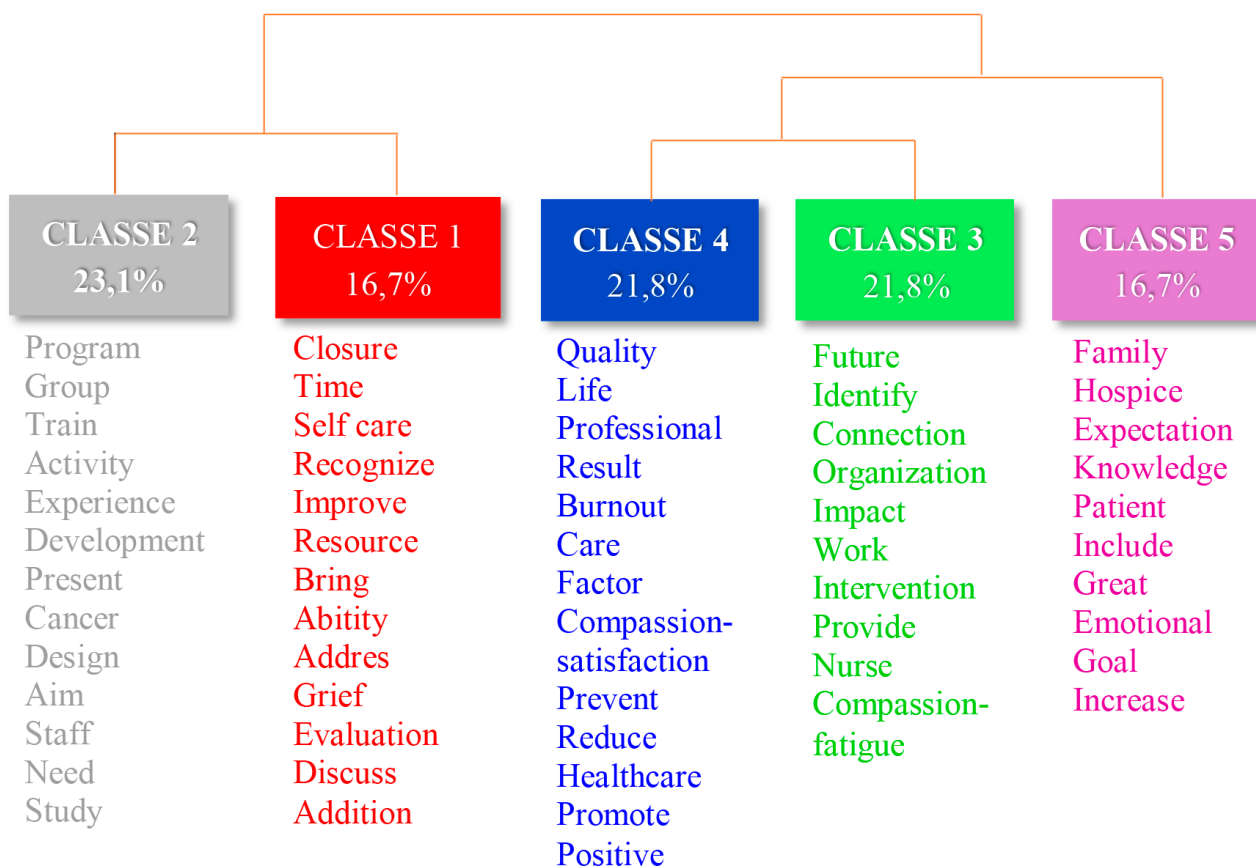 CLASSE 2
23,1%
Program
Group
Train
Activity
Experience
Development
Present
Cancer
Design
Aim
Staff
Need
Study
CLASSE 1
16,7%
Closure
Time
Self care
Recognize
Improve
Resource
Bring
Abitity
Addres
Grief
Evaluation
Discuss
Addition
CLASSE 4
21,8%
Quality
Life
Professional
Result
Burnout
Care
Factor
Compassion-
satisfaction
Prevent
Reduce
Healthcare
Promote
Positive
CLASSE 3
21,8%
Future
Identify
Connection
Organization
Impact
Work
Intervention
Provide
Nurse
Compassion-
fatigue
CLASSE 5
16,7%
Family
Hospice
Expectation
Knowledge
Patient
Include
Great
Emotional
Goal
Increase